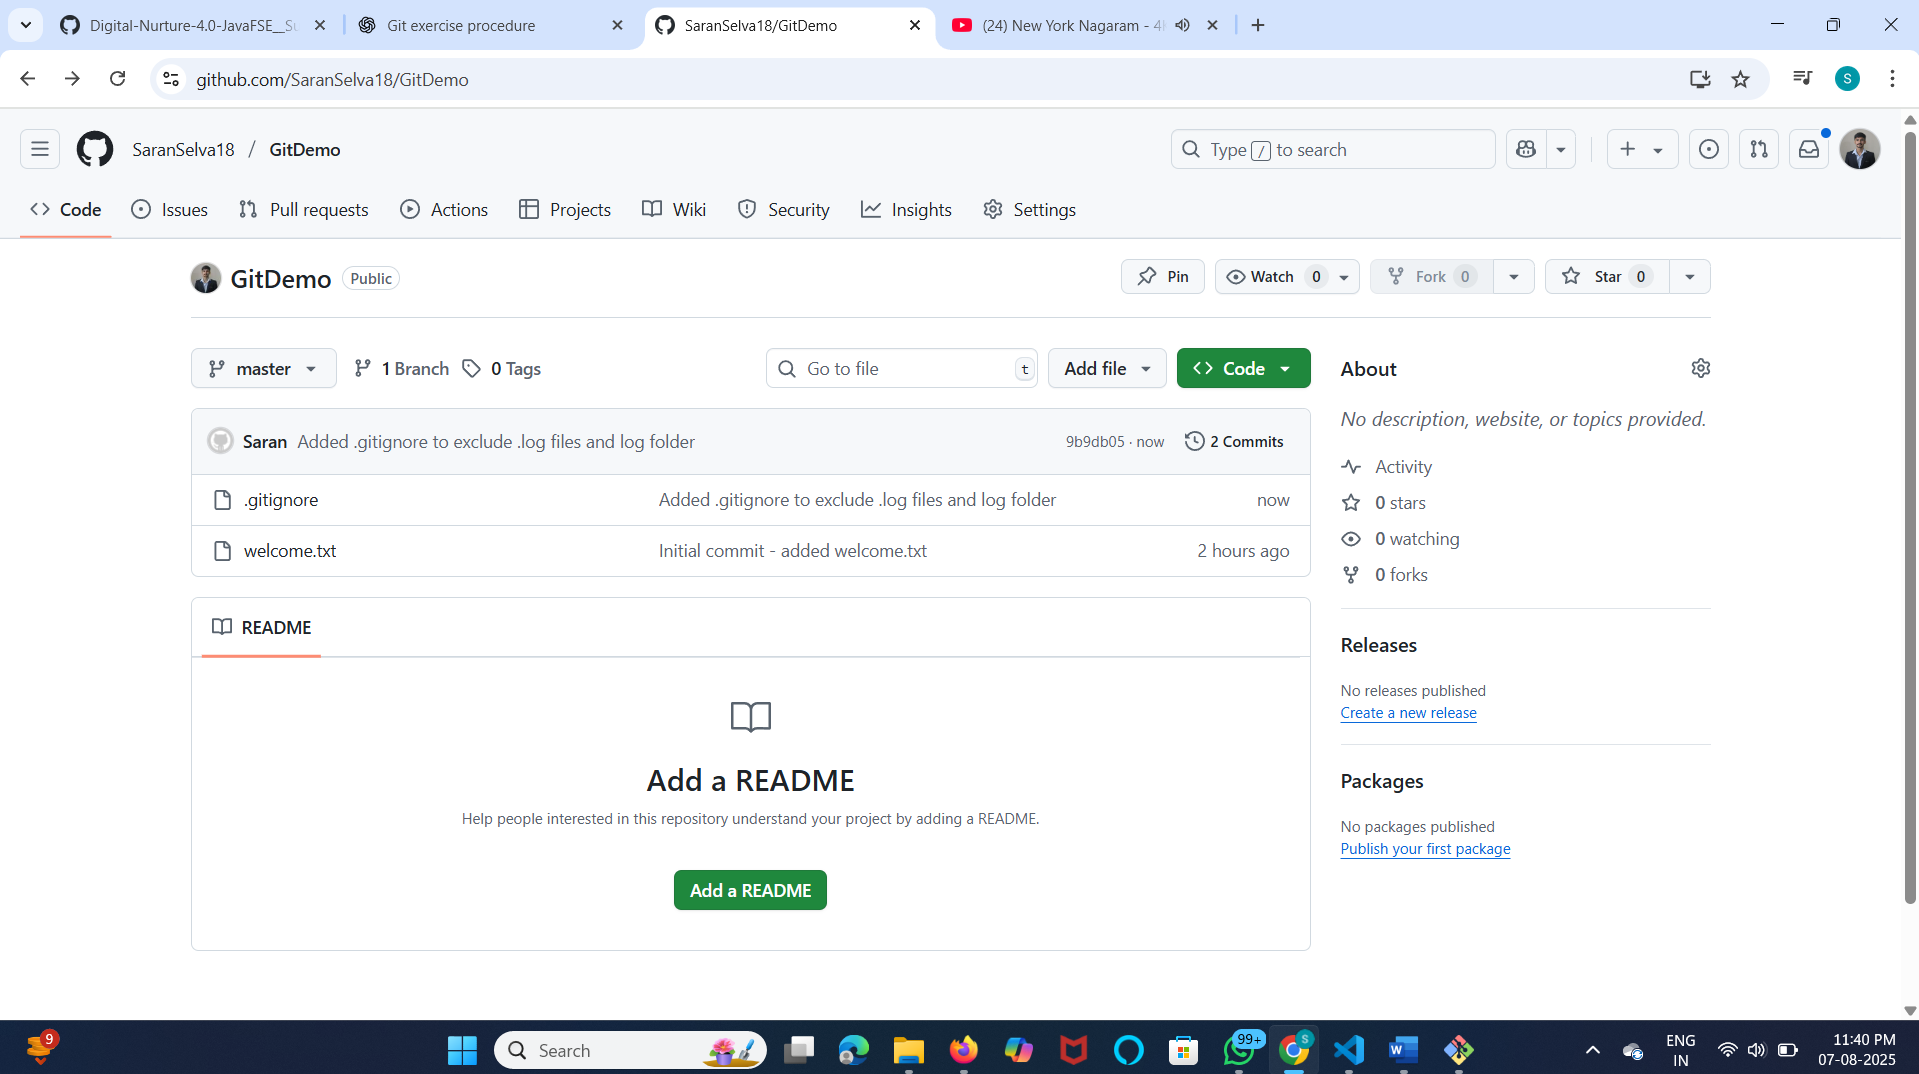 Digital-Nurture-4.0-JavaFSE__Su
Git exercise procedure
SaranSelva18/GitDemo
(24) New York Nagaram - 4K
github.com/SaranSelva18/GitDemo
S
SaranSelva18 / GitDemo
Type / to search
Code
Issues
Pull requests
Actions
Projects
Wiki
Security
Insights
Settings
GitDemo
Public
Pin
Watch 0
Fork 0
Star 0
master
1 Branch
0 Tags
Go to file
t
Add file
Code
About
No description, website, or topics provided.
Saran Added .gitignore to exclude .log files and log folder
9b9db05 · now
2 Commits
.gitignore
Added .gitignore to exclude .log files and log folder
now
welcome.txt
Initial commit - added welcome.txt
2 hours ago
Activity
0 stars
0 watching
0 forks
README
Add a README
Help people interested in this repository understand your project by adding a README.
Add a README
Releases
No releases published
Create a new release
Packages
No packages published
Publish your first package
9
Search
99+
S
ENG
IN
11:40 PM
07-08-2025